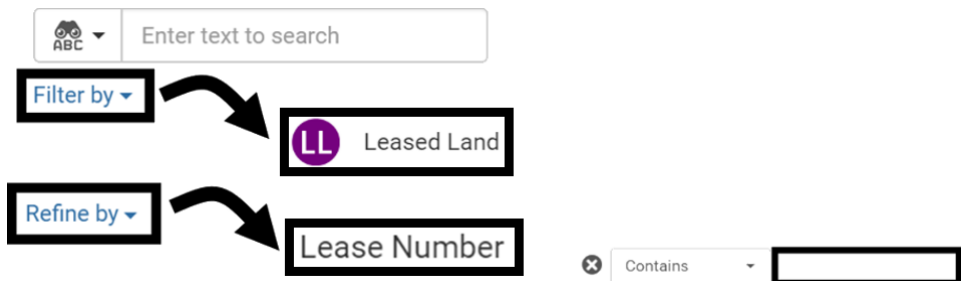 ABC Enter text to search
Filter by
LL Leased Land
Refine by
Lease Number
Contains